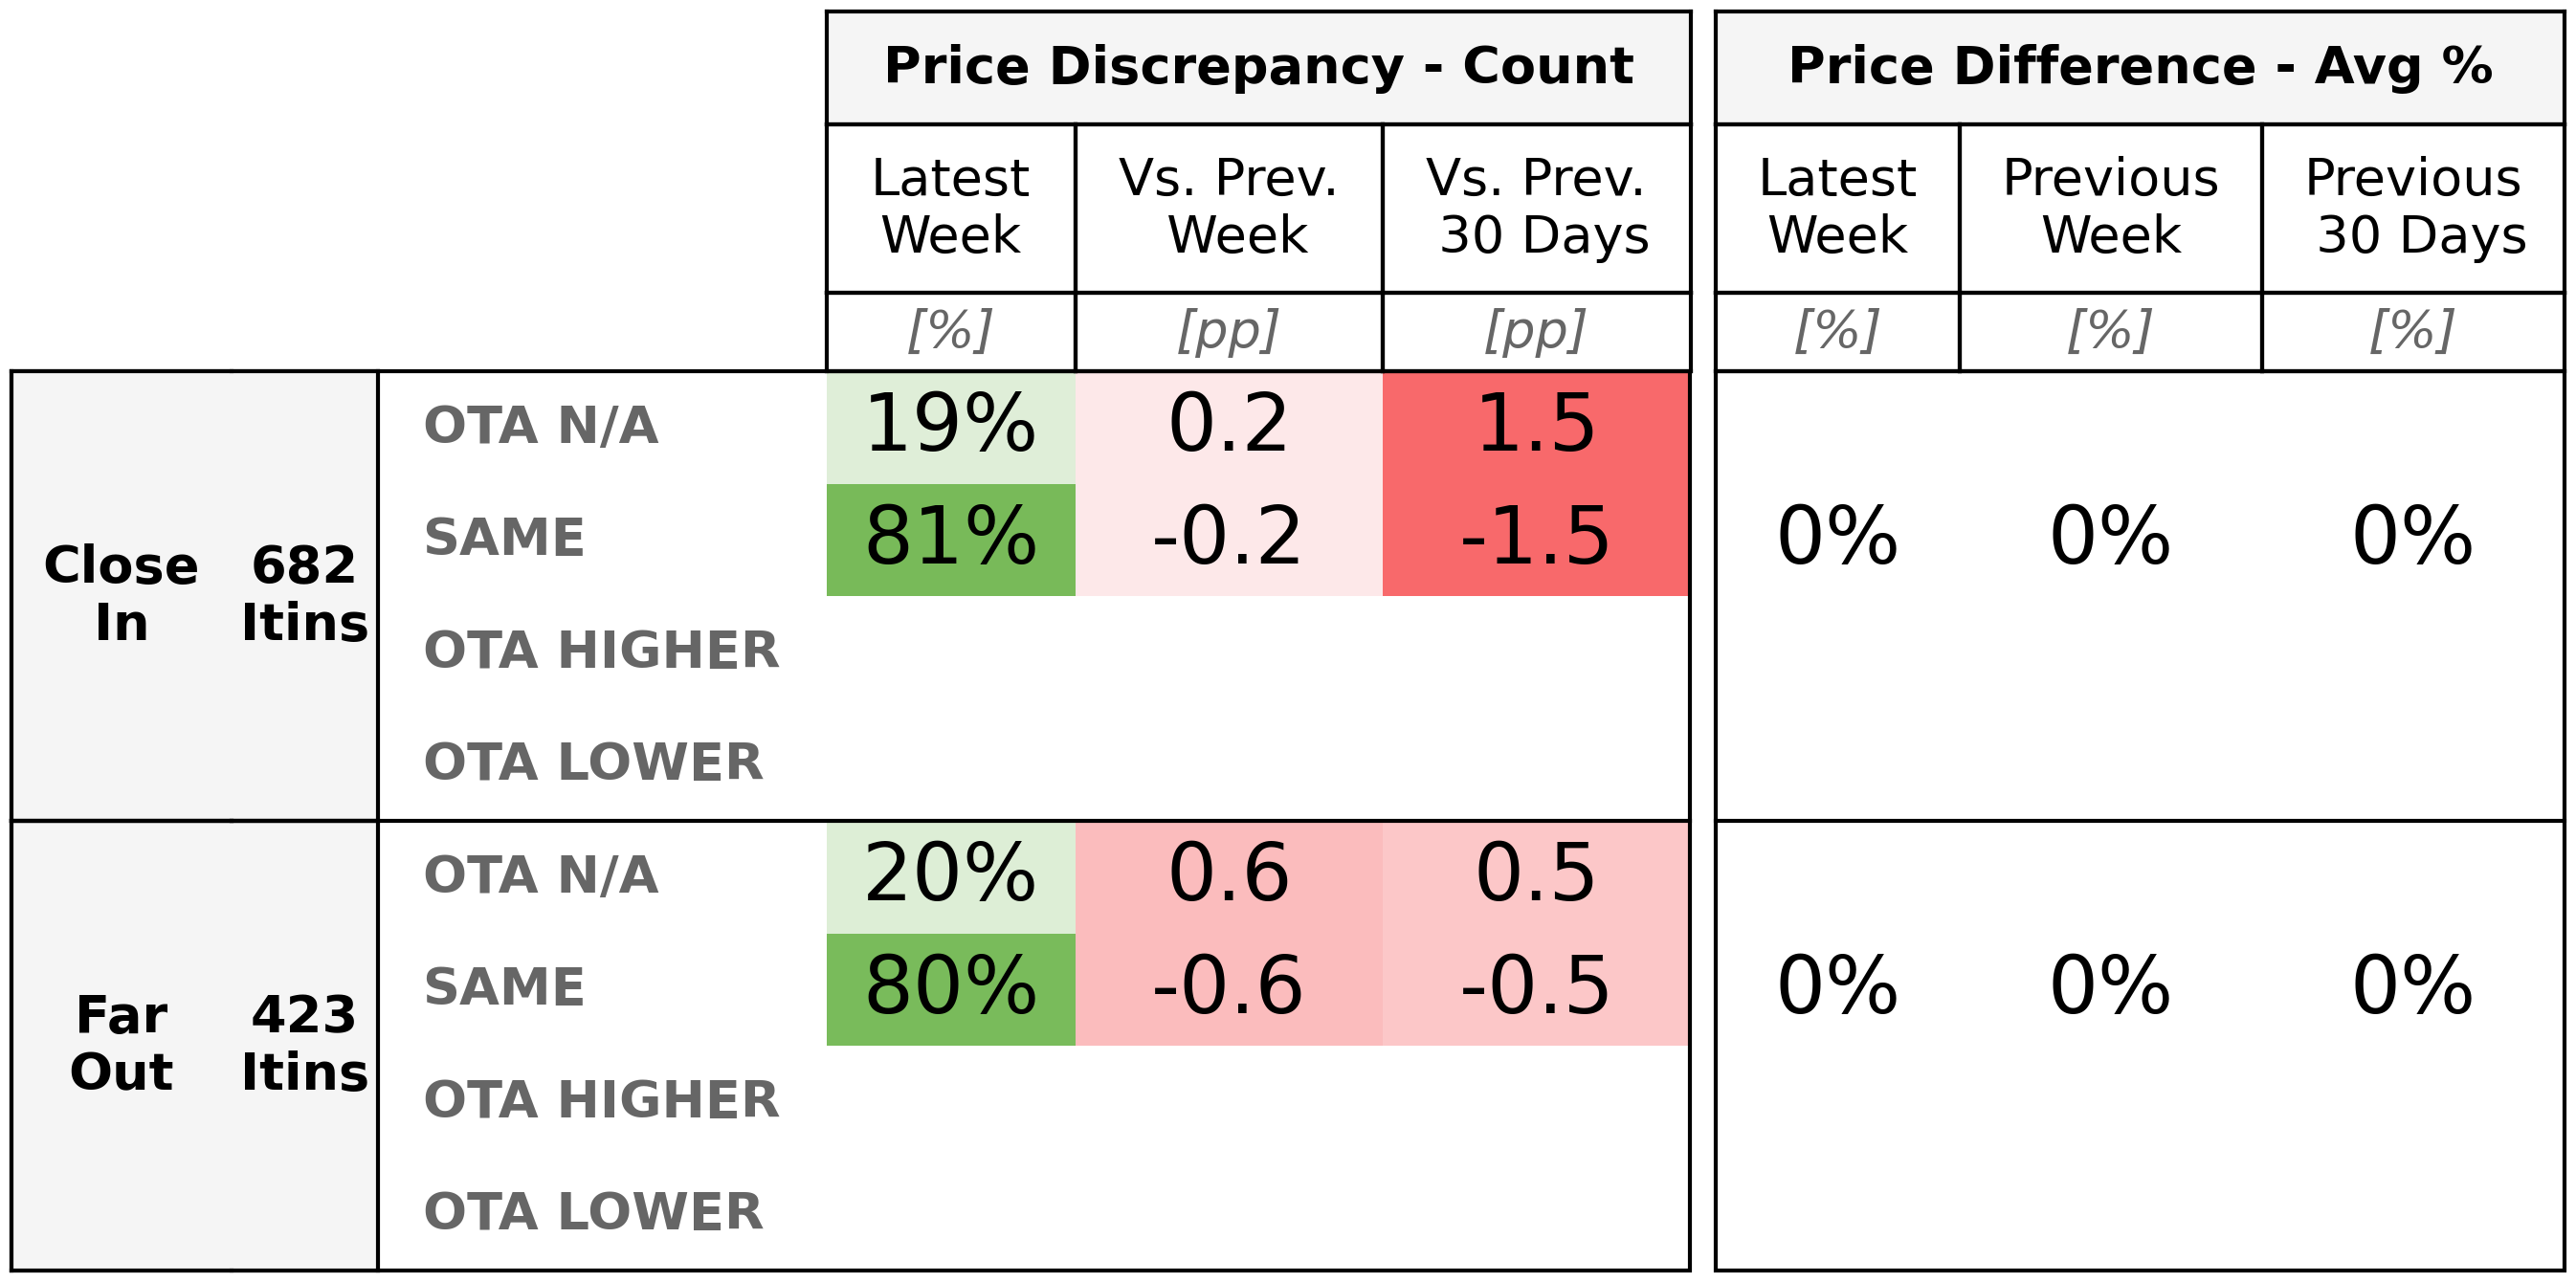 Price Discrepancy - Count Price Difference - Avg %
Latest Week Vs. Prev. Week Vs. Prev. 30 Days Latest Week Previous Week Previous 30 Days
[%] [pp] [pp] [%] [%] [%]
Close In 682 Itins
OTA N/A 19% 0.2 1.5
SAME 81% -0.2 -1.5 0% 0% 0%
OTA HIGHER
OTA LOWER
Far Out 423 Itins
OTA N/A 20% 0.6 0.5
SAME 80% -0.6 -0.5 0% 0% 0%
OTA HIGHER
OTA LOWER